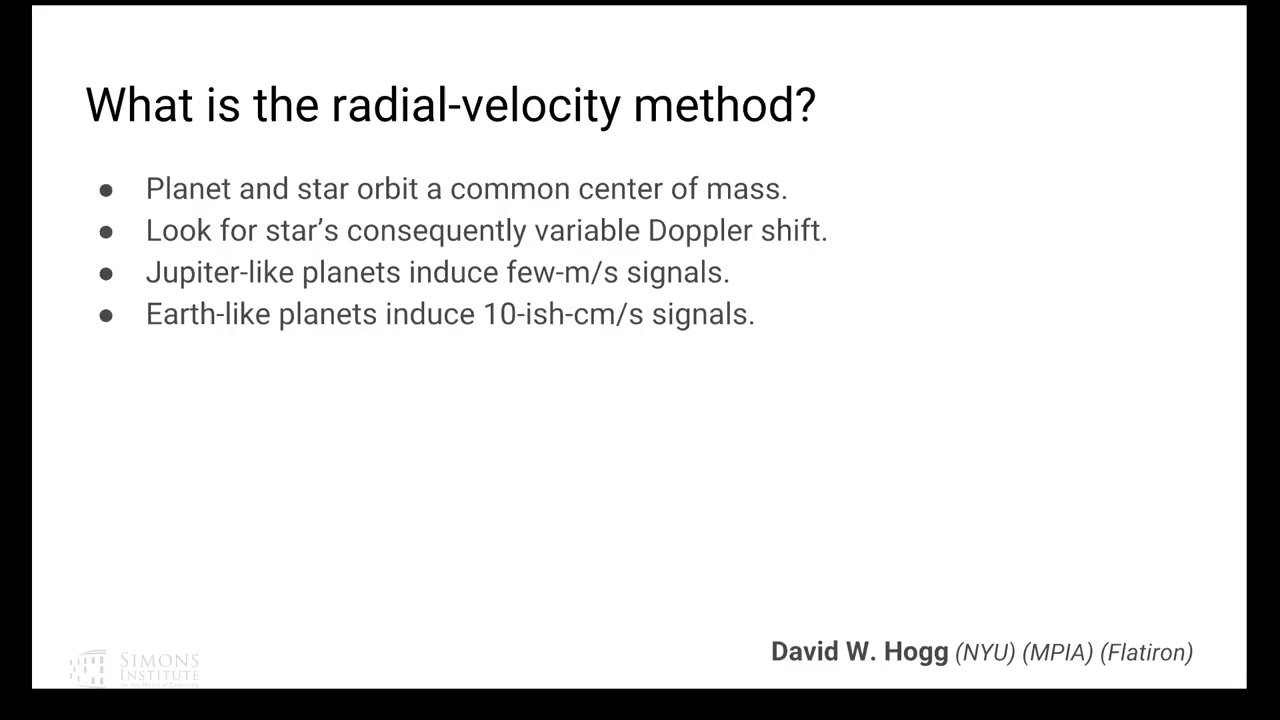 What is the radial-velocity method?
● Planet and star orbit a common center of mass.
● Look for star’s consequently variable Doppler shift.
● Jupiter-like planets induce few-m/s signals.
● Earth-like planets induce 10-ish-cm/s signals.
David W. Hogg (NYU) (MPIA) (Flatiron)
SIMONS
INSTITUTE